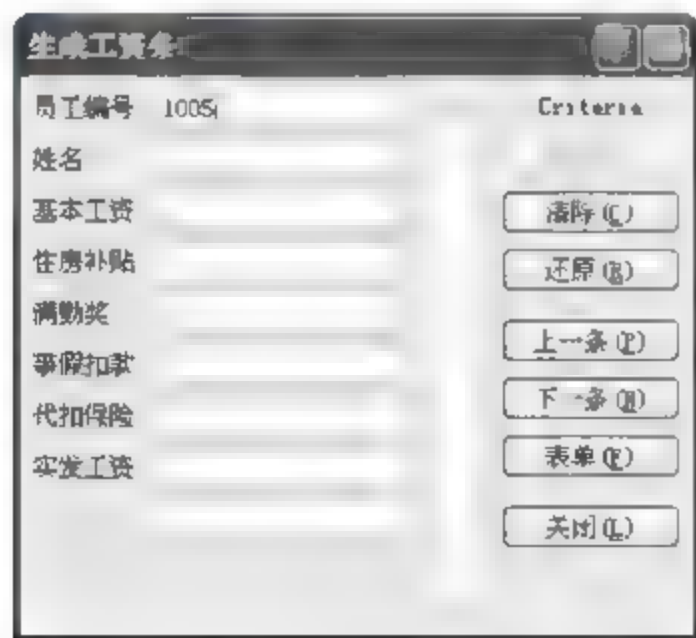 生成工资条
员工编号 1005
Criteria
姓名
基本工资
清除(C)
住房补贴
还原(R)
满勤奖
上一条(P)
事假扣款
下一条(N)
代扣保险
表单(F)
实发工资
关闭(L)